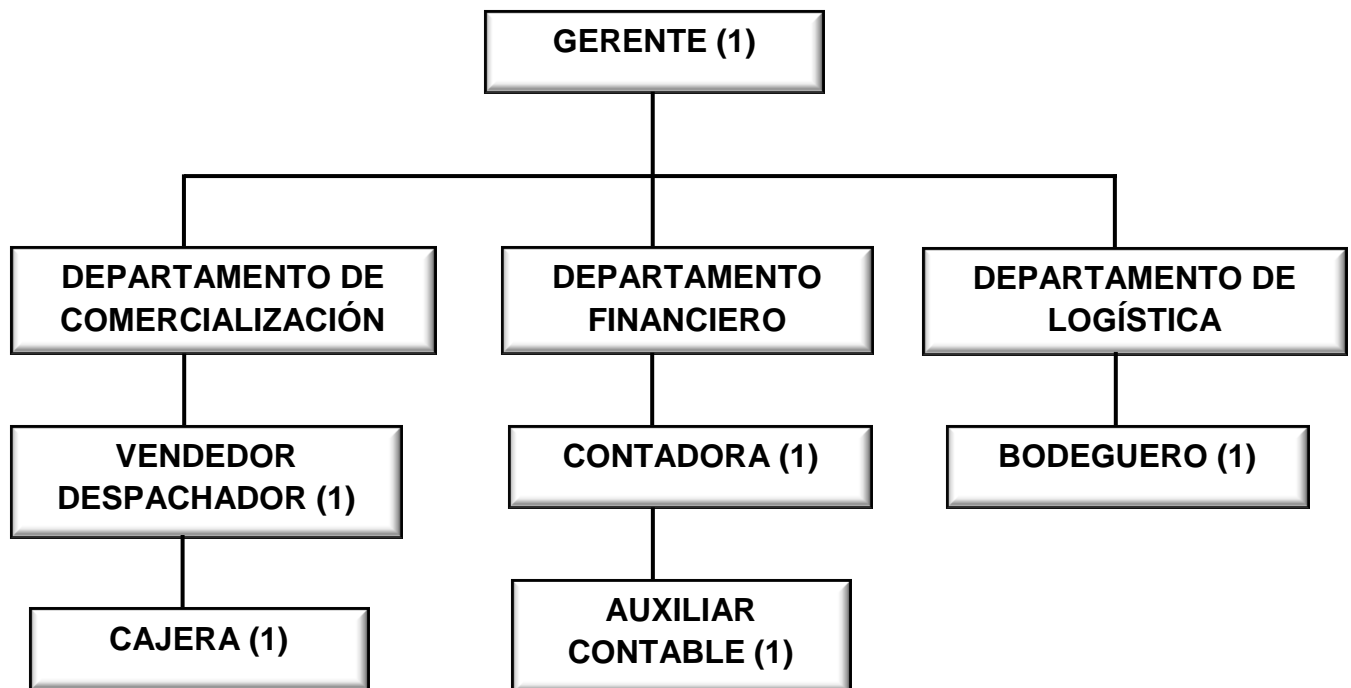 GERENTE (1)
DEPARTAMENTO DE
COMERCIALIZACIÓN
DEPARTAMENTO
FINANCIERO
DEPARTAMENTO DE
LOGÍSTICA
VENDEDOR
DESPACHADOR (1)
CONTADORA (1)
BODEGUERO (1)
CAJERA (1)
AUXILIAR
CONTABLE (1)